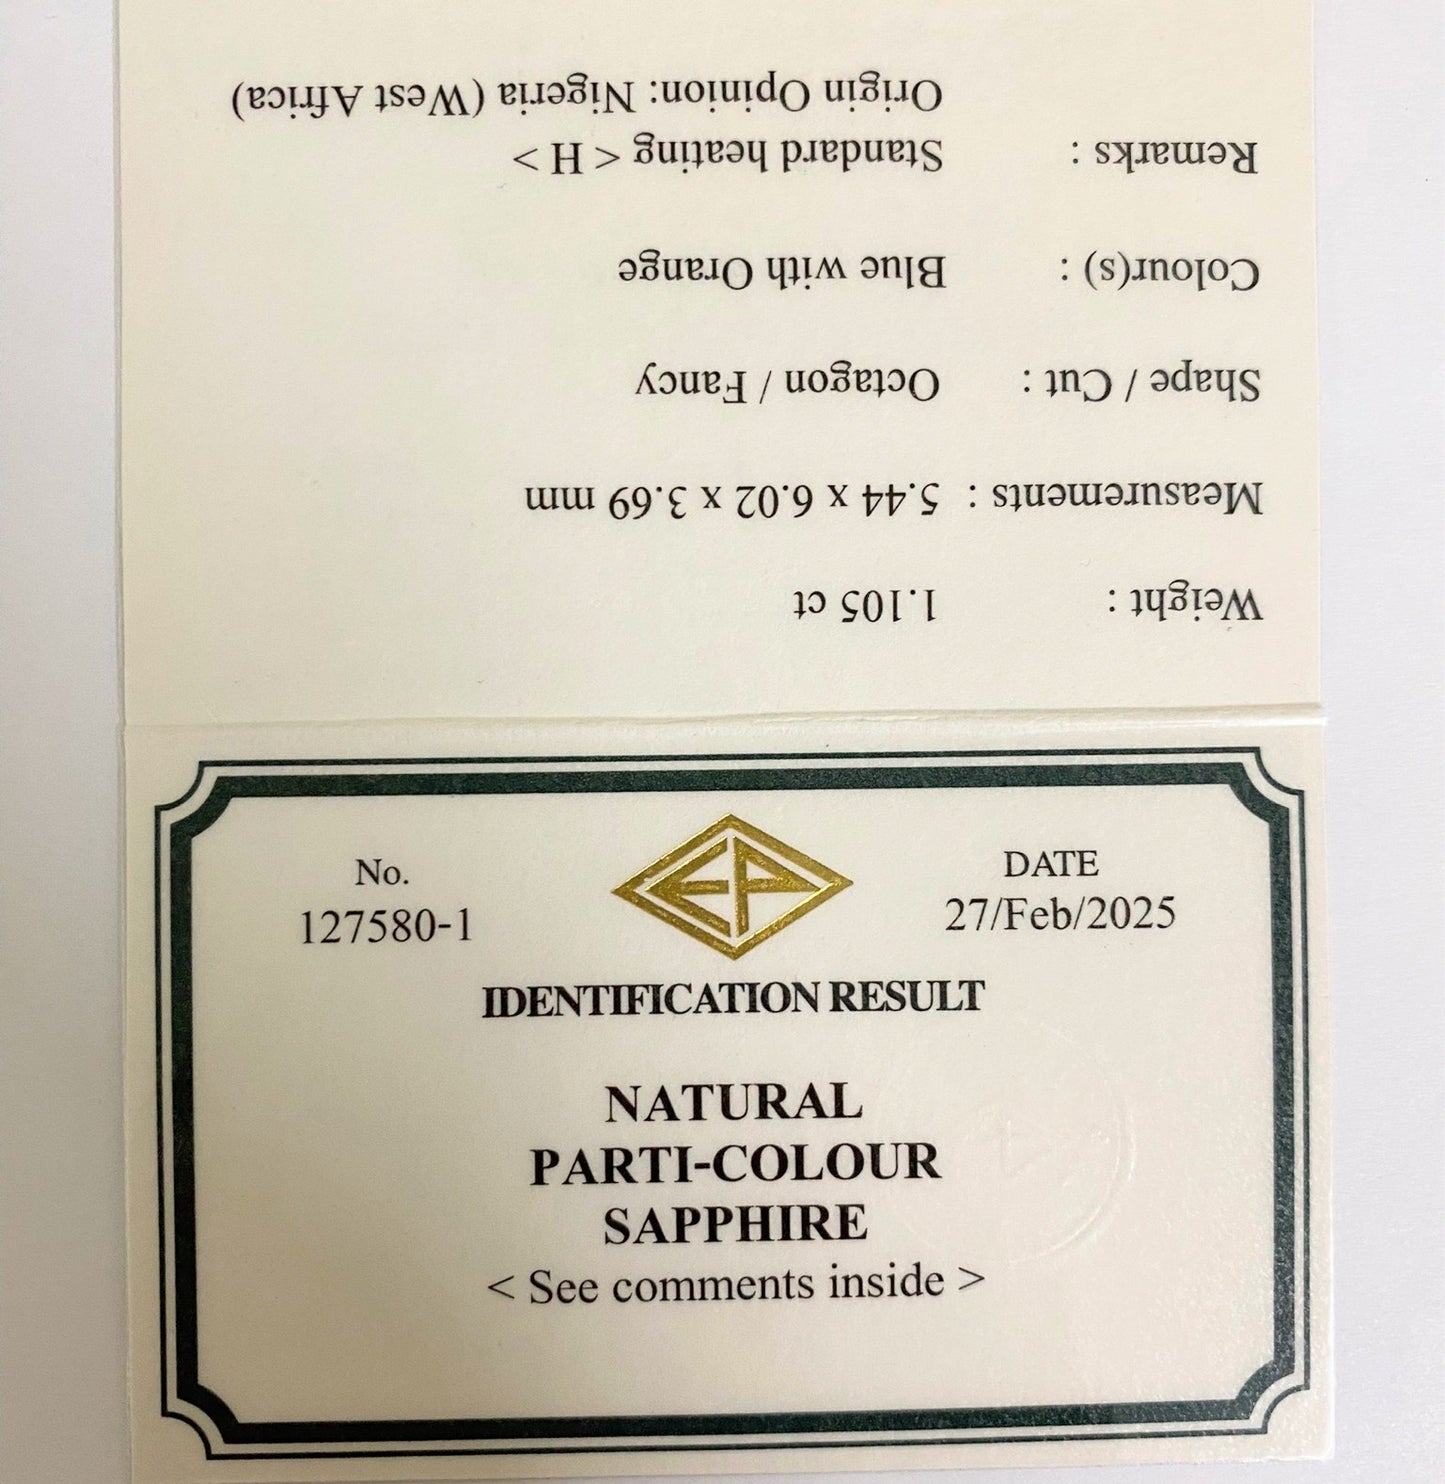 No.
127580-1
EP
DATE
27/Feb/2025
IDENTIFICATION RESULT
NATURAL
PARTI-COLOUR
SAPPHIRE
< See comments inside >
Weight : 1.105 ct
Measurements : 5.44 x 6.02 x 3.69 mm
Shape / Cut : Octagon / Fancy
Colour(s) : Blue with Orange
Remarks : Standard heating < H >
Origin Opinion: Nigeria (West Africa)